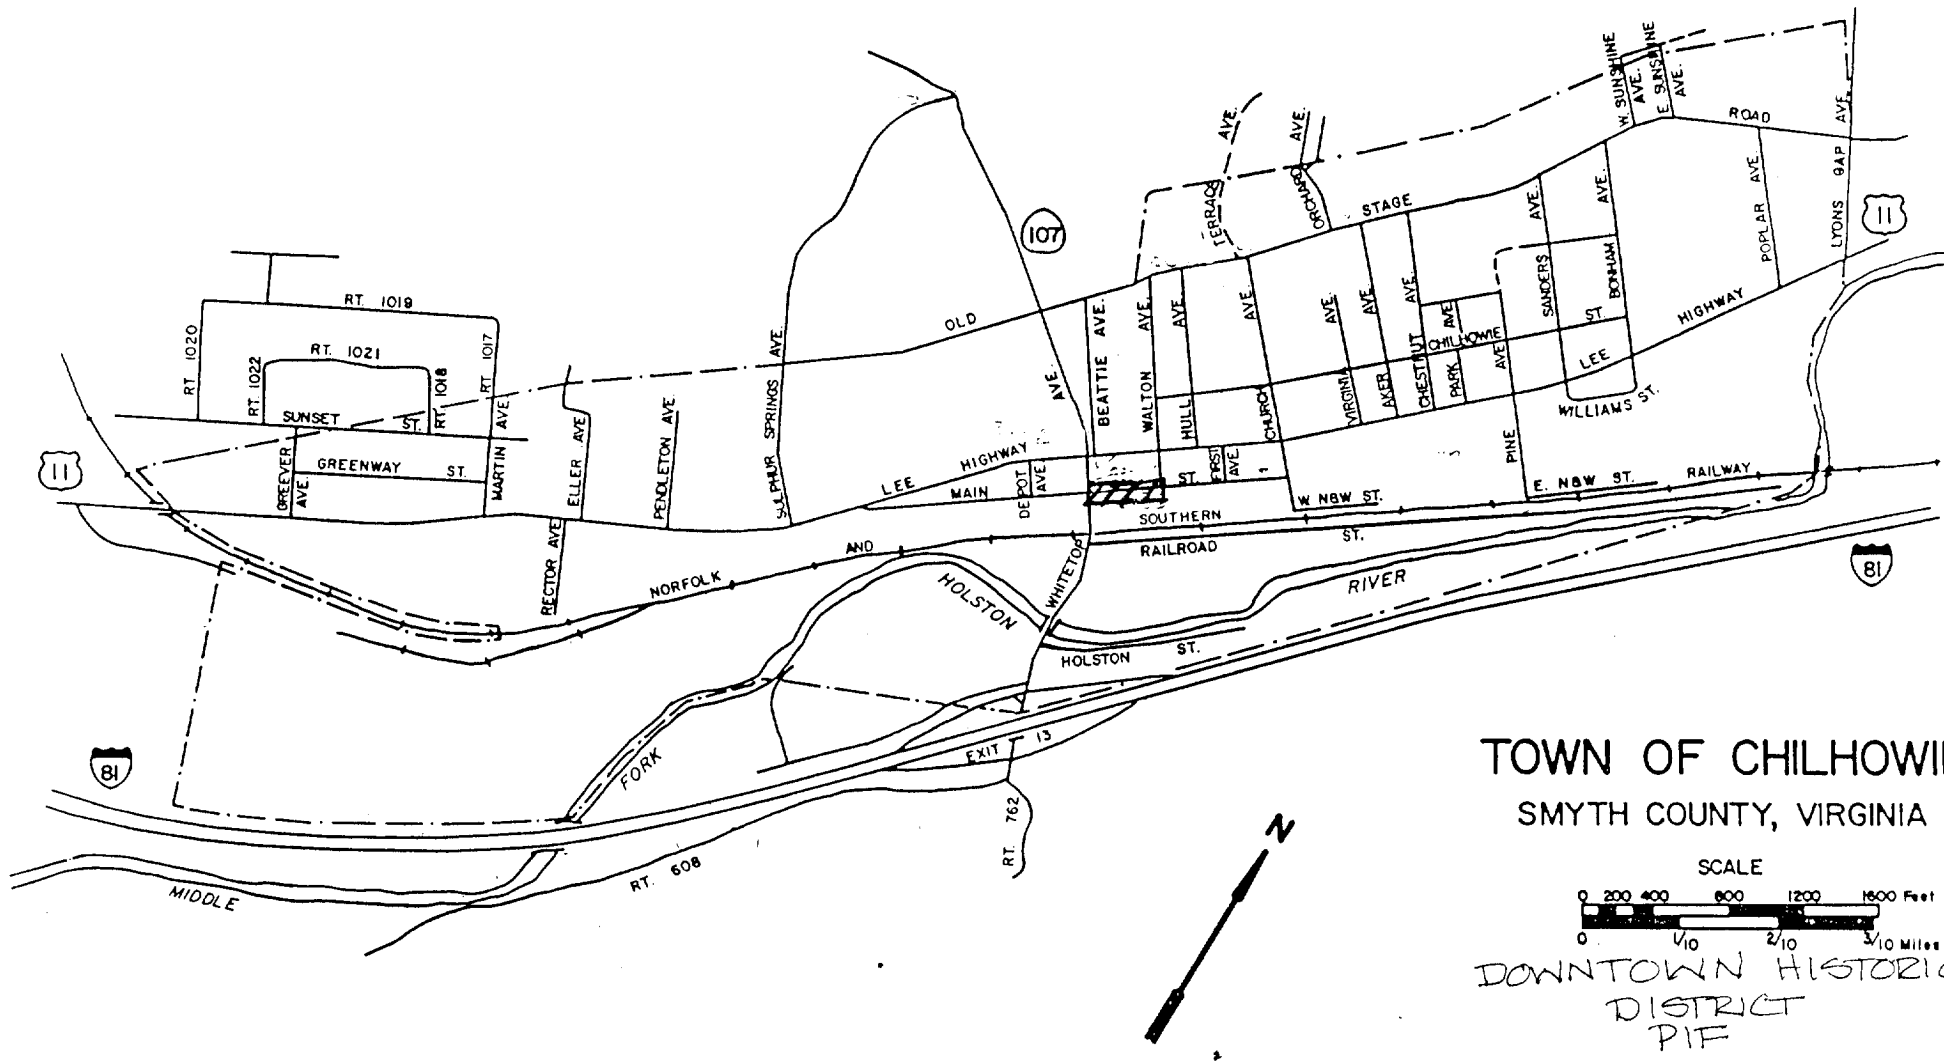 W. SUNSHINE AVE.
E. SUNSHINE AVE.
ROAD
LYONS GAP AVE.
TERRACE AVE.
ORCHARD AVE.
STAGE
107
11
RT. 1019
RT 1020
RT. 1021
RT. 1022
RT. 1018
RT 1017
SUNSET ST.
GREEVER AVE.
GREENWAY ST.
MARTIN AVE.
ELLER AVE.
PENDLETON AVE.
SULPHUR SPRINGS AVE.
OLD
AVE.
BEATTIE AVE.
WALTON AVE.
HULL AVE.
CHURCH AVE.
VIRGINIA AVE.
AKER AVE.
CHESTNUT AVE.
PARK AVE.
CHILHOWIE ST.
PINE AVE.
SANDERS AVE.
BONHAM AVE.
POPLAR AVE.
LEE HIGHWAY
WILLIAMS ST.
11
LEE HIGHWAY
MAIN ST.
DEPOT AVE.
FIRST AVE.
W. N&W ST.
E. N&W ST.
RAILWAY
SOUTHERN
RAILROAD ST.
AND
NORFOLK
RECTOR AVE.
WHITETOP
HOLSTON
RIVER
81
HOLSTON ST.
FORK
EXIT 13
81
RT. 762
RT. 608
MIDDLE
N
TOWN OF CHILHOWI
SMYTH COUNTY, VIRGINIA
SCALE
0 200 400 800 1200 1600 Feet
0 1/10 2/10 3/10 Miles
DOWNTOWN HISTORIC
DISTRICT
PIF
2